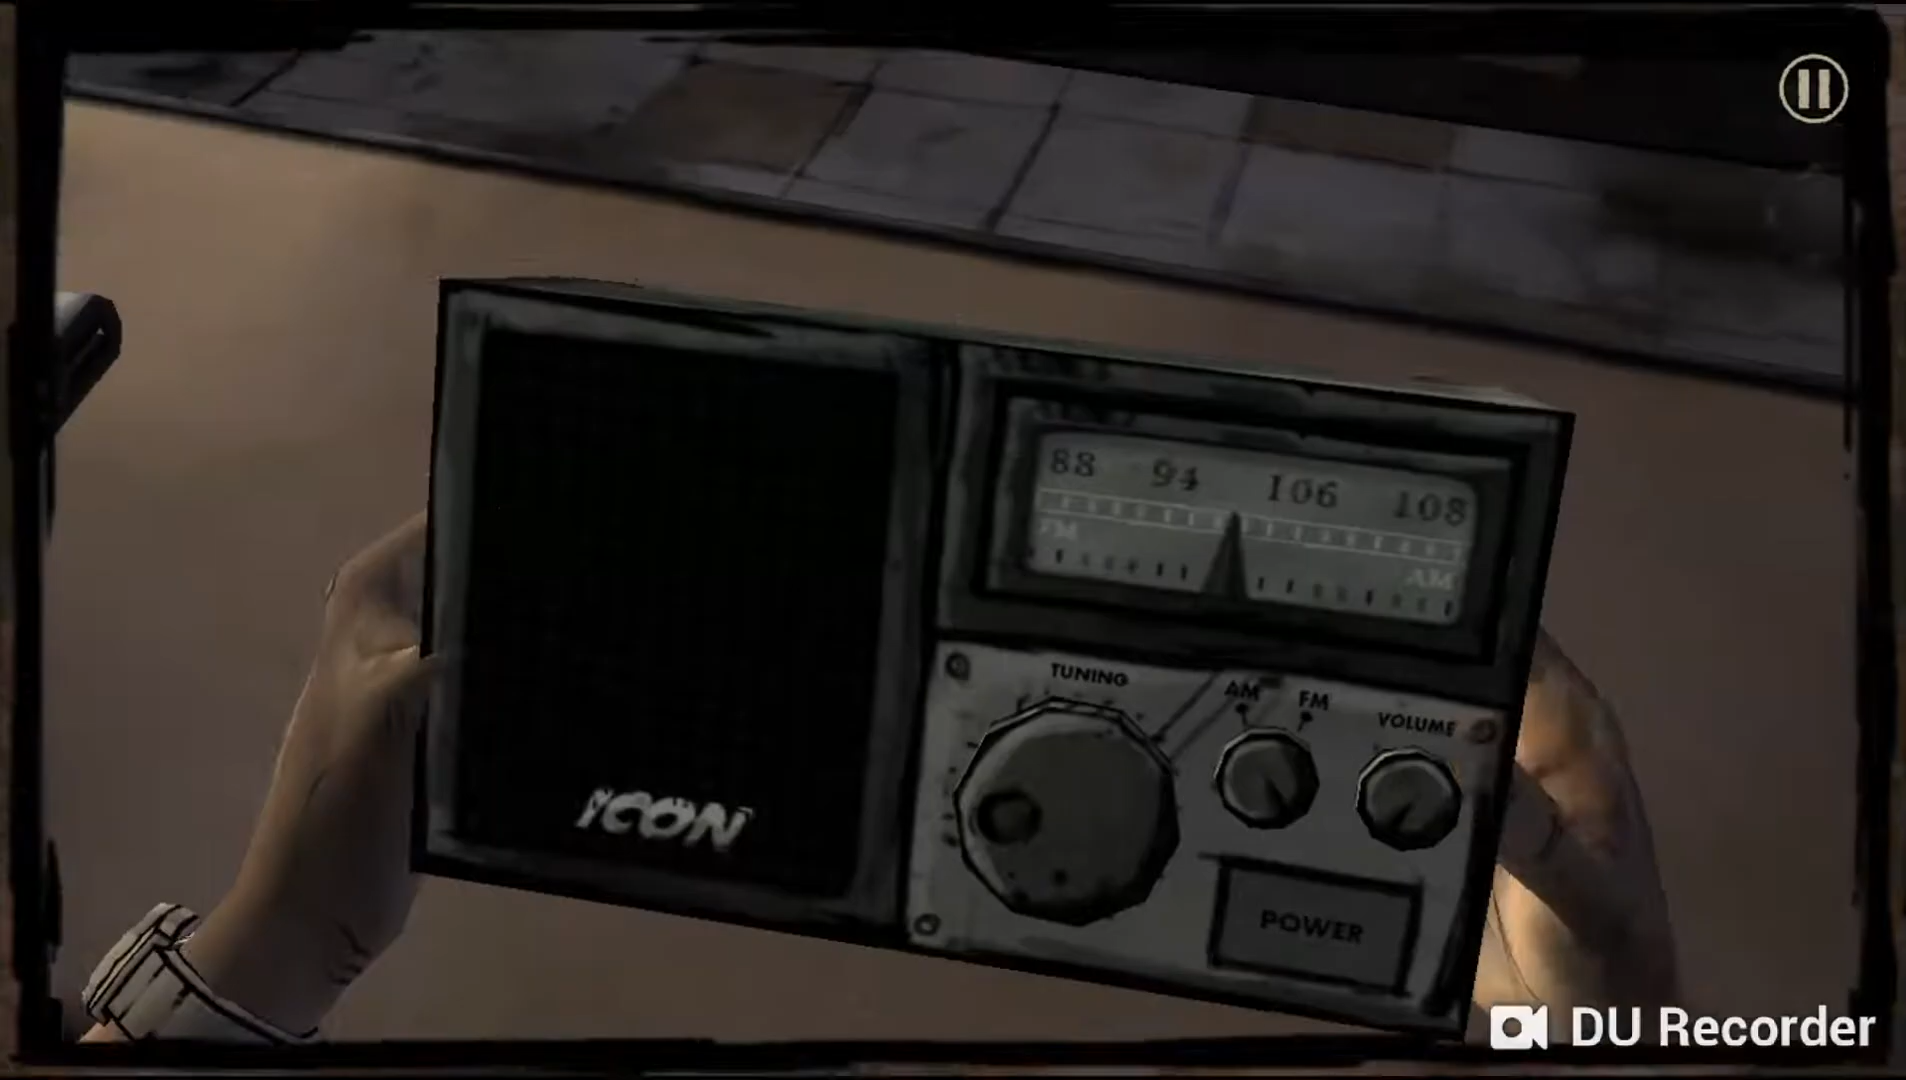 88 94 106 108
FM
AM
TUNING
AM FM
VOLUME
ICON
POWER
DU Recorder